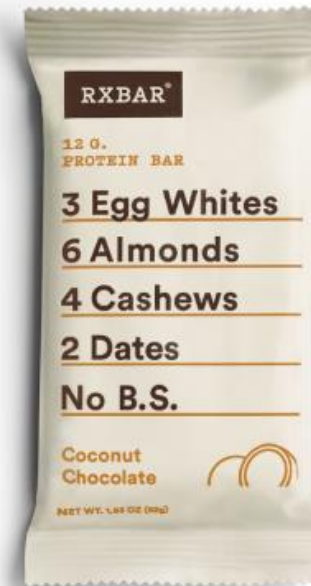 RXBAR®
12 G.
PROTEIN BAR
3 Egg Whites
6 Almonds
4 Cashews
2 Dates
No B.S.
Coconut
Chocolate
NET WT.